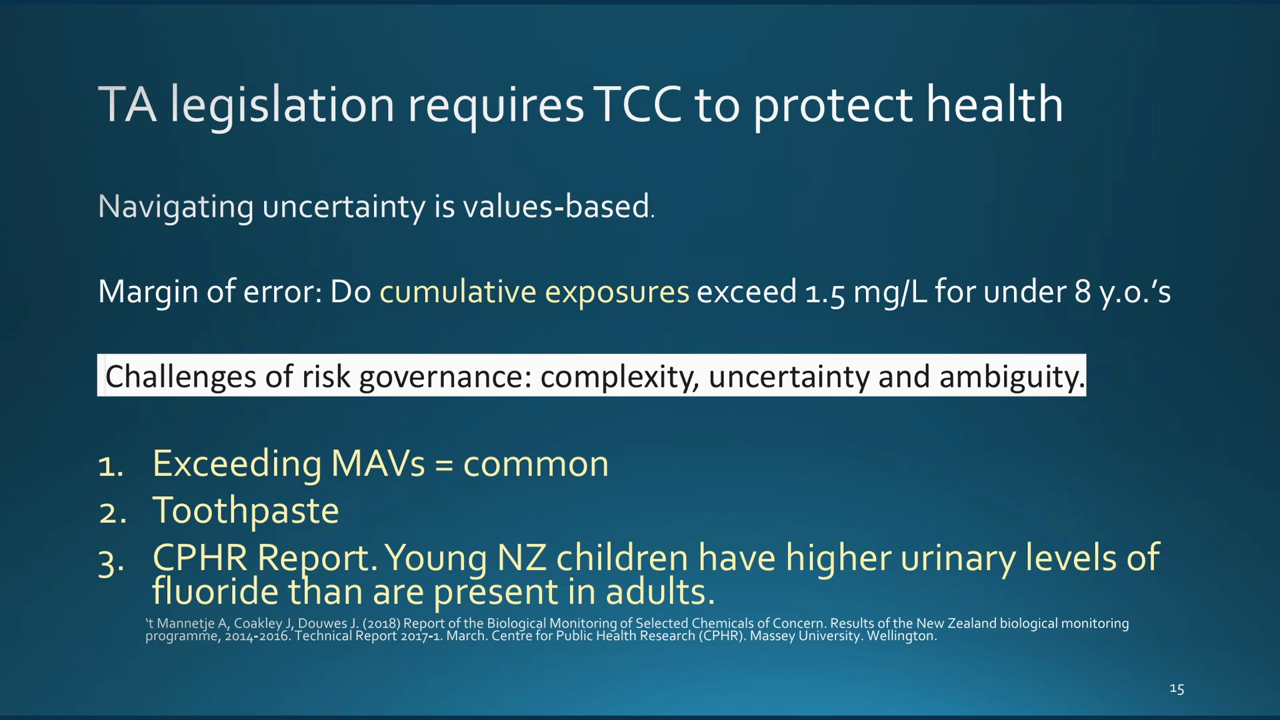 TA legislation requires TCC to protect health
Navigating uncertainty is values-based.
Margin of error: Do cumulative exposures exceed 1.5 mg/L for under 8 y.o.'s
Challenges of risk governance: complexity, uncertainty and ambiguity.
1. Exceeding MAVs = common
2. Toothpaste
3. CPHR Report. Young NZ children have higher urinary levels of
fluoride than are present in adults.
't Mannetje A, Coakley J, Douwes J. (2018) Report of the Biological Monitoring of Selected Chemicals of Concern. Results of the New Zealand biological monitoring
programme, 2014-2016. Technical Report 2017-1. March. Centre for Public Health Research (CPHR). Massey University. Wellington.
15